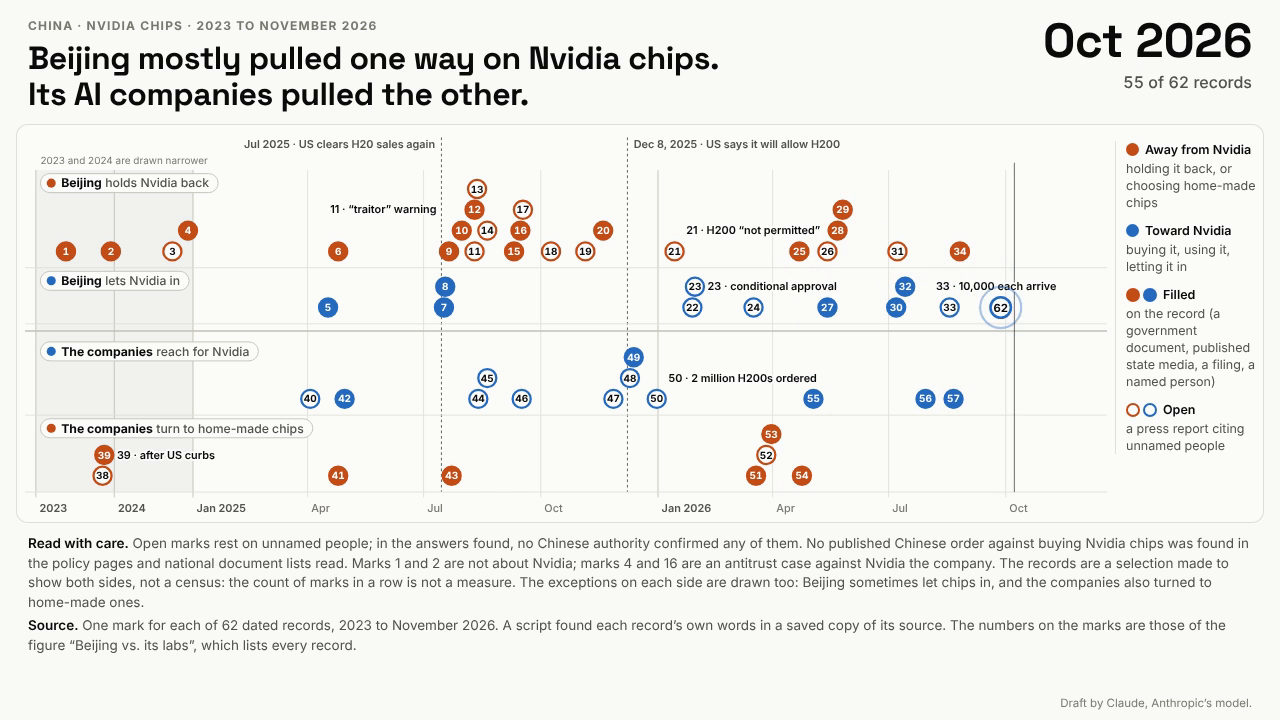 CHINA · NVIDIA CHIPS · 2023 TO NOVEMBER 2026
Beijing mostly pulled one way on Nvidia chips.
Its AI companies pulled the other.
Oct 2026
55 of 62 records
Jul 2025 · US clears H20 sales again
Dec 8, 2025 · US says it will allow H200
2023 and 2024 are drawn narrower
Beijing holds Nvidia back
13
11 · “traitor” warning
12
17
29
4
10
14
16
20
21 · H200 “not permitted”
28
1
2
3
6
9
11
15
18
19
21
25
26
31
34
Beijing lets Nvidia in
8
23
23 · conditional approval
32
33 · 10,000 each arrive
5
7
22
24
27
30
33
62
The companies reach for Nvidia
49
45
48
50 · 2 million H200s ordered
40
42
44
46
47
50
55
56
57
The companies turn to home-made chips
53
39
39 · after US curbs
52
38
41
43
51
54
2023
2024
Jan 2025
Apr
Jul
Oct
Jan 2026
Apr
Jul
Oct
Away from Nvidia
holding it back, or
choosing home-made
chips
Toward Nvidia
buying it, using it,
letting it in
Filled
on the record (a
government
document, published
state media, a filing, a
named person)
Open
a press report citing
unnamed people
Read with care. Open marks rest on unnamed people; in the answers found, no Chinese authority confirmed any of them. No published Chinese order against buying Nvidia chips was found in
the policy pages and national document lists read. Marks 1 and 2 are not about Nvidia; marks 4 and 16 are an antitrust case against Nvidia the company. The records are a selection made to
show both sides, not a census: the count of marks in a row is not a measure. The exceptions on each side are drawn too: Beijing sometimes let chips in, and the companies also turned to
home-made ones.
Source. One mark for each of 62 dated records, 2023 to November 2026. A script found each record’s own words in a saved copy of its source. The numbers on the marks are those of the
figure “Beijing vs. its labs”, which lists every record.
Draft by Claude, Anthropic’s model.